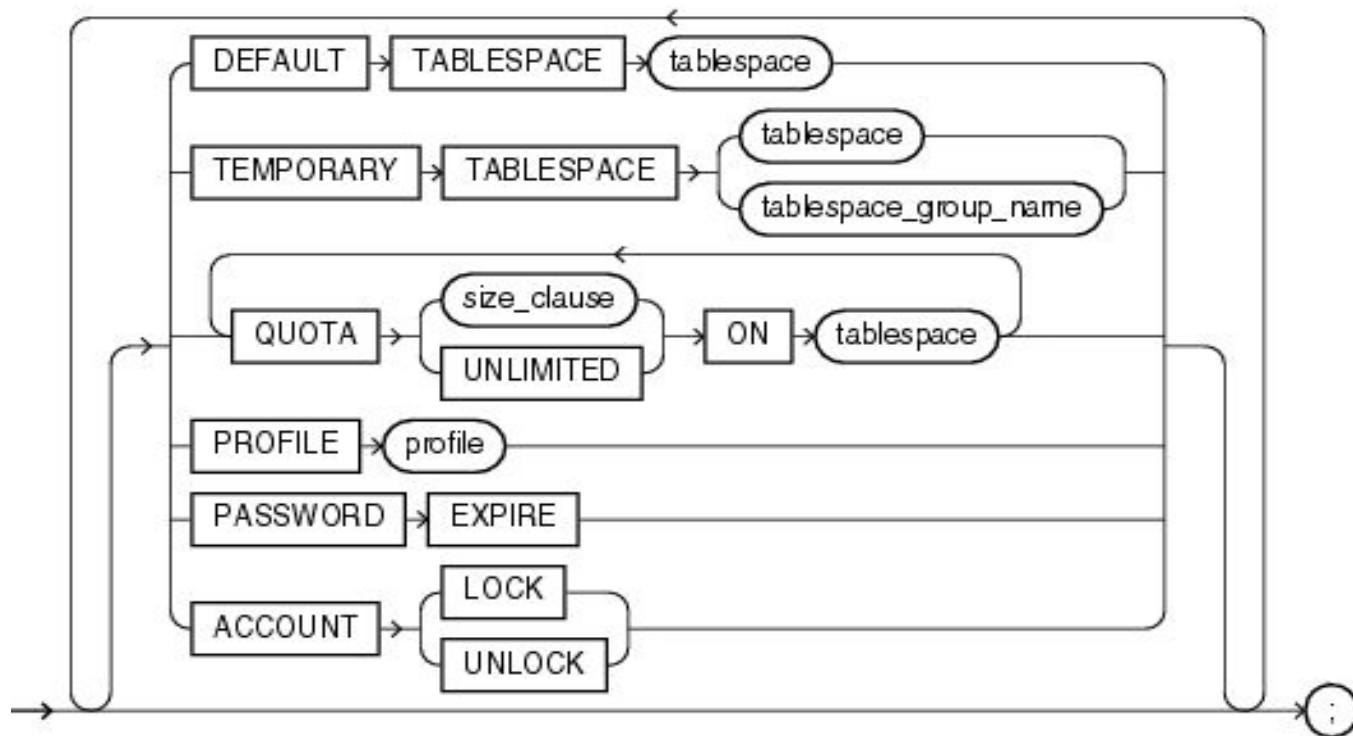 DEFAULT TABLESPACE tablespace
TEMPORARY TABLESPACE tablespace
tablespace_group_name
QUOTA size_clause ON tablespace
UNLIMITED
PROFILE profile
PASSWORD EXPIRE
ACCOUNT LOCK
UNLOCK
;